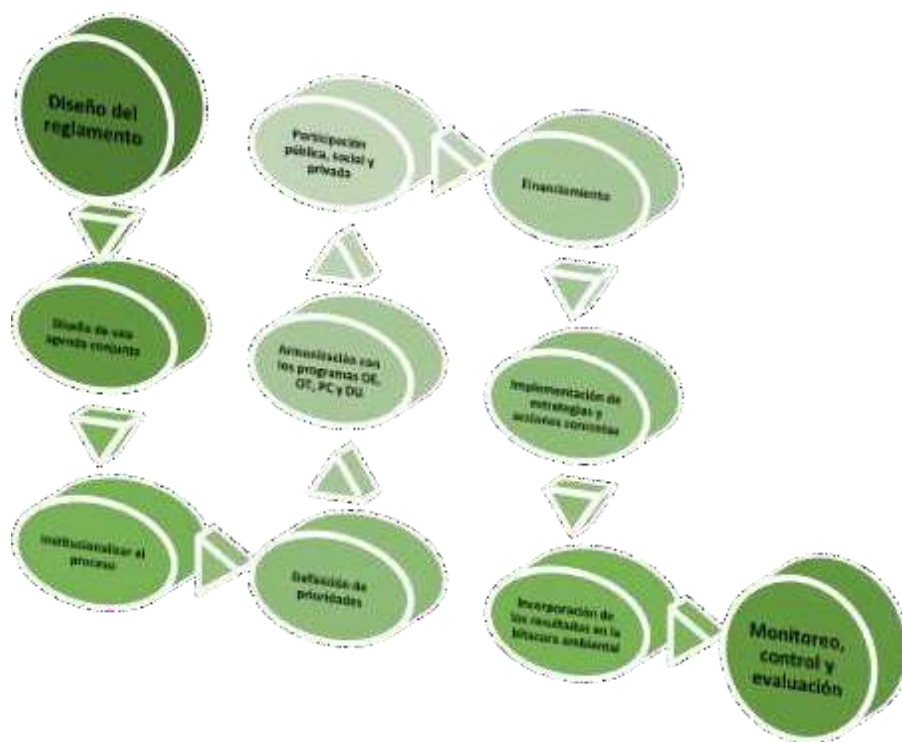 Diseño del
reglamento
Diseño de una
agenda conjunta
Institucionalizar el
proceso
Definición de
prioridades
Armonización con
los programas OE,
OT, PC y DU
Participación
pública, social y
privada
Financiamiento
Implementación de
estrategias y
acciones concretas
Incorporación de
los resultados en la
bitácora ambiental
Monitoreo,
control y
evaluación